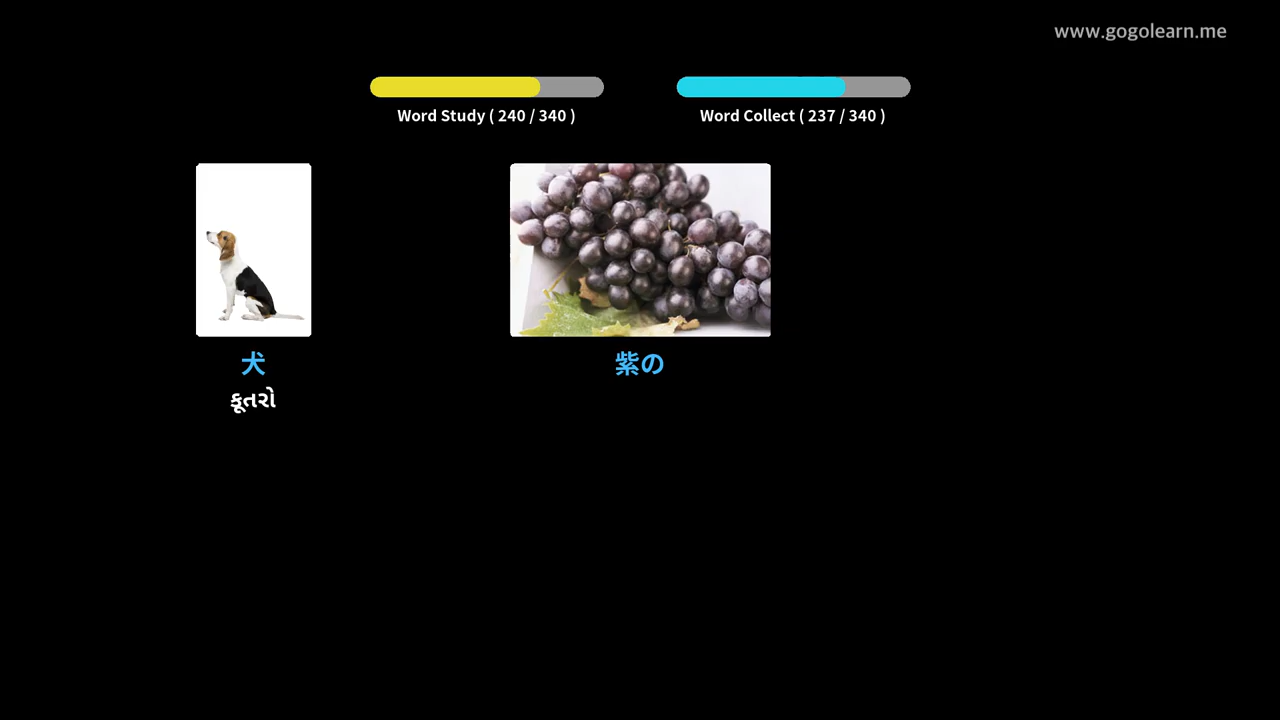 www.gogolearn.me
Word Study ( 240 / 340 )
Word Collect ( 237 / 340 )
犬
紫の
કૂતરો